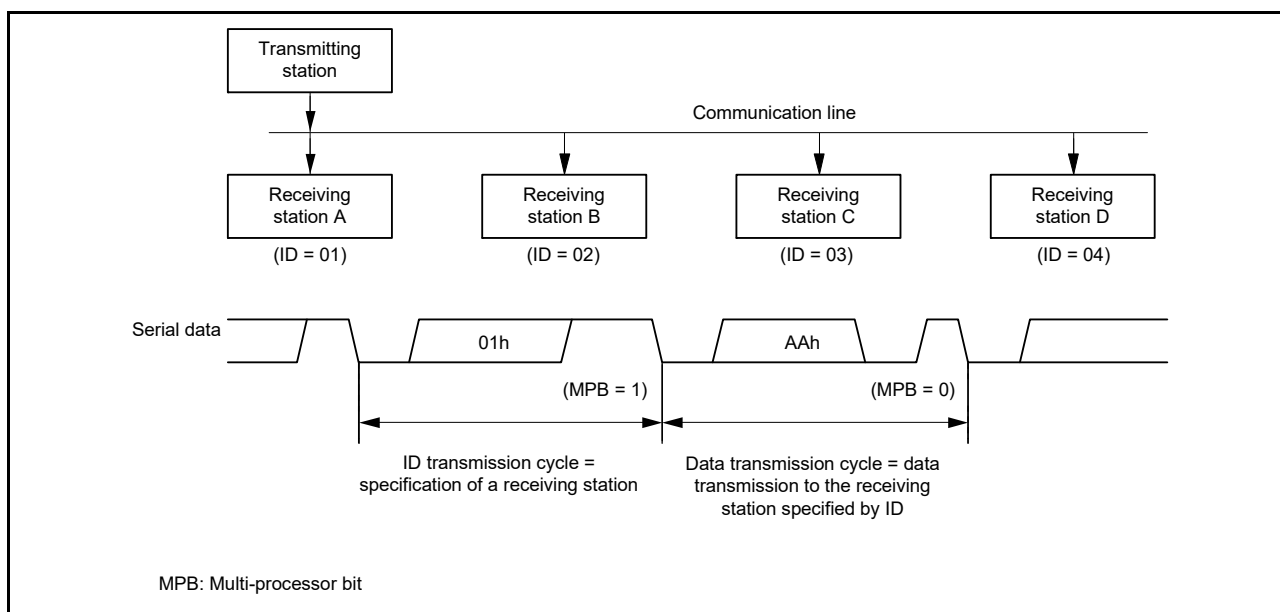 Transmitting
station
Communication line
Receiving
station A
Receiving
station B
Receiving
station C
Receiving
station D
(ID = 01)
(ID = 02)
(ID = 03)
(ID = 04)
Serial data
01h
AAh
(MPB = 1)
(MPB = 0)
ID transmission cycle =
specification of a receiving station
Data transmission cycle = data
transmission to the receiving
station specified by ID
MPB: Multi-processor bit